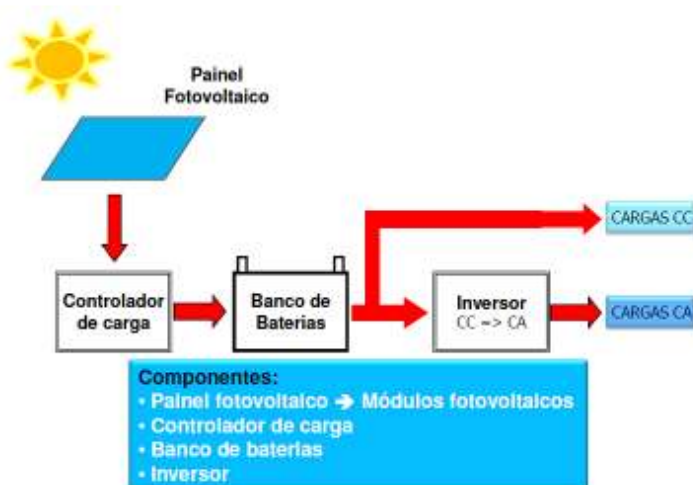 Painel
Fotovoltaico
CARGAS CC
Controlador
de carga
Banco de
Baterias
Inversor
CC ~> CA
CARGAS CA
Componentes:
• Painel fotovoltaico ➔ Módulos fotovoltaicos
• Controlador de carga
• Banco de baterias
• Inversor